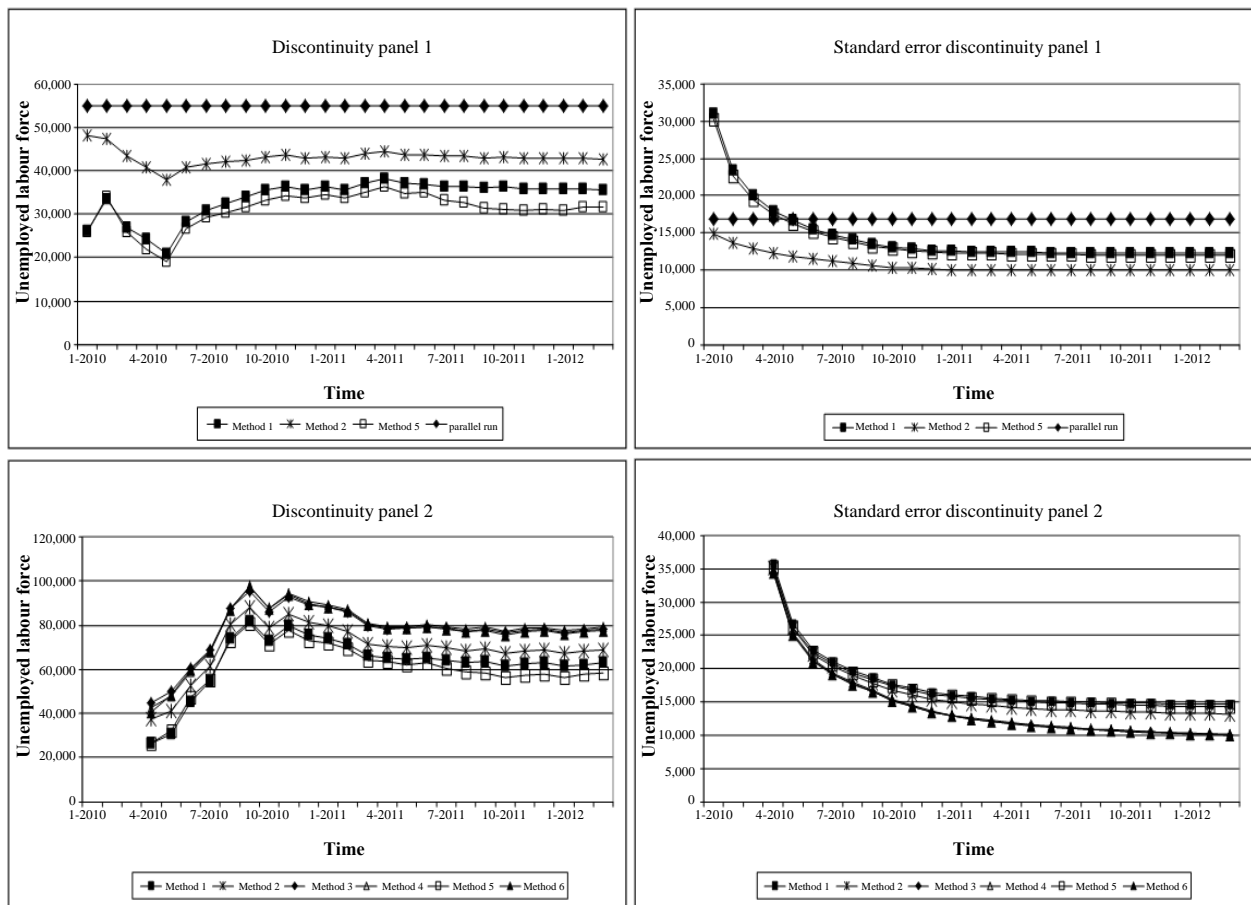 Discontinuity panel 1
Unemployed labour force
60,000
50,000
40,000
30,000
20,000
10,000
0
1-2010 4-2010 7-2010 10-2010 1-2011 4-2011 7-2011 10-2011 1-2012
Time
Method 1 Method 2 Method 5 parallel run
Standard error discontinuity panel 1
Unemployed labour force
35,000
30,000
25,000
20,000
15,000
10,000
5,000
0
1-2010 4-2010 7-2010 10-2010 1-2011 4-2011 7-2011 10-2011 1-2012
Time
Method 1 Method 2 Method 5 parallel run
Discontinuity panel 2
Unemployed labour force
120,000
100,000
80,000
60,000
40,000
20,000
0
1-2010 4-2010 7-2010 10-2010 1-2011 4-2011 7-2011 10-2011 1-2012
Time
Method 1 Method 2 Method 3 Method 4 Method 5 Method 6
Standard error discontinuity panel 2
Unemployed labour force
40,000
35,000
30,000
25,000
20,000
15,000
10,000
5,000
0
1-2010 4-2010 7-2010 10-2010 1-2011 4-2011 7-2011 10-2011 1-2012
Time
Method 1 Method 2 Method 3 Method 4 Method 5 Method 6